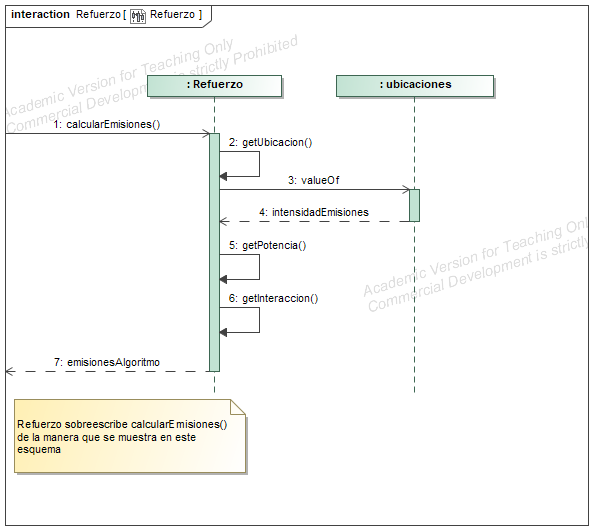 interaction Refuerzo [ Refuerzo ]
Academic Version for Teaching Only
Commercial Development is strictly Prohibited
: Refuerzo
: ubicaciones
1: calcularEmisiones()
2: getUbicacion()
3: valueOf
4: intensidadEmisiones
5: getPotencia()
Academic Version for Teaching Only
Commercial Development is strictly
6: getInteraccion()
7: emisionesAlgoritmo
Refuerzo sobreescribe calcularEmisiones()
de la manera que se muestra en este
esquema